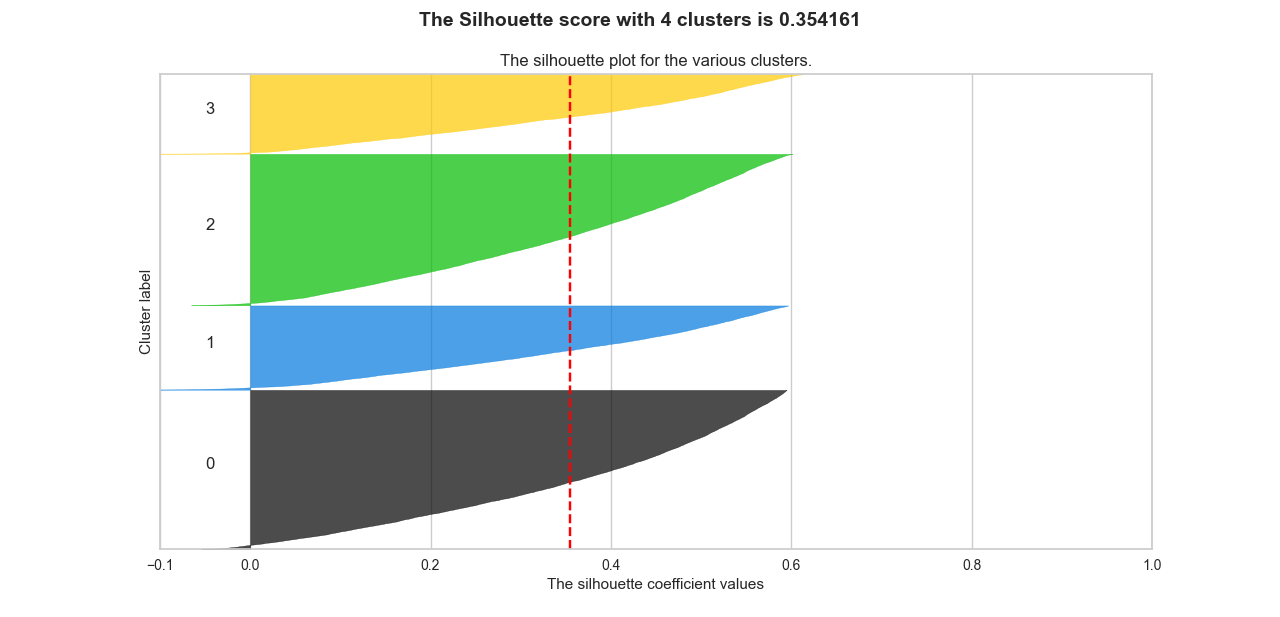 The Silhouette score with 4 clusters is 0.354161
The silhouette plot for the various clusters.
3
2
1
0
Cluster label
−0.1 0.0 0.2 0.4 0.6 0.8 1.0
The silhouette coefficient values